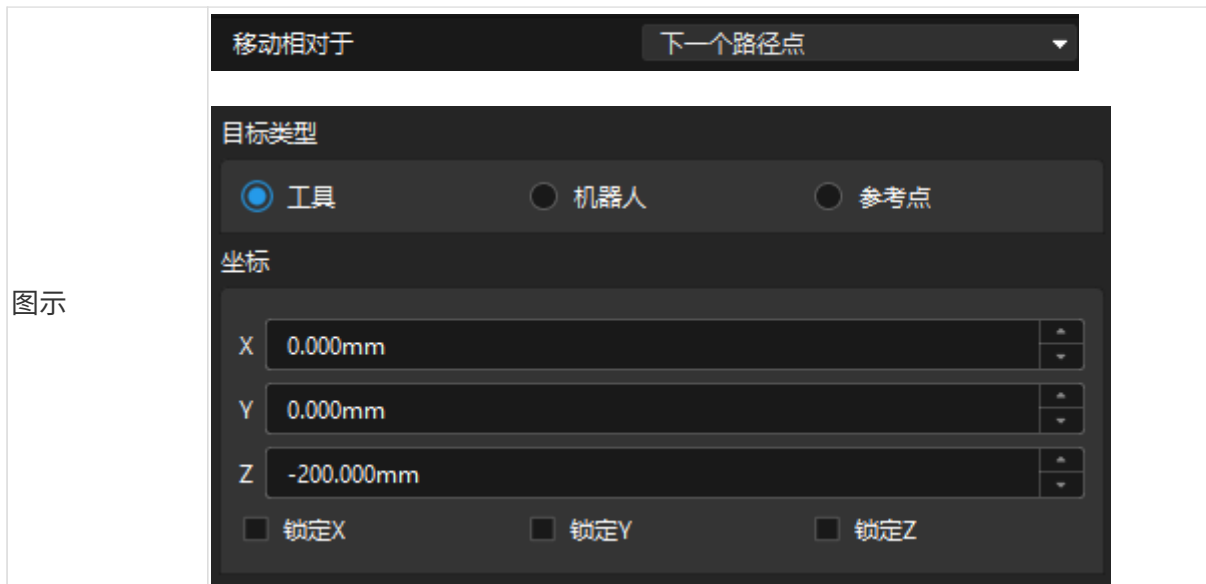 图示
移动相对于 下一个路径点
目标类型
工具 机器人 参考点
坐标
X 0.000mm
Y 0.000mm
Z -200.000mm
锁定X 锁定Y 锁定Z